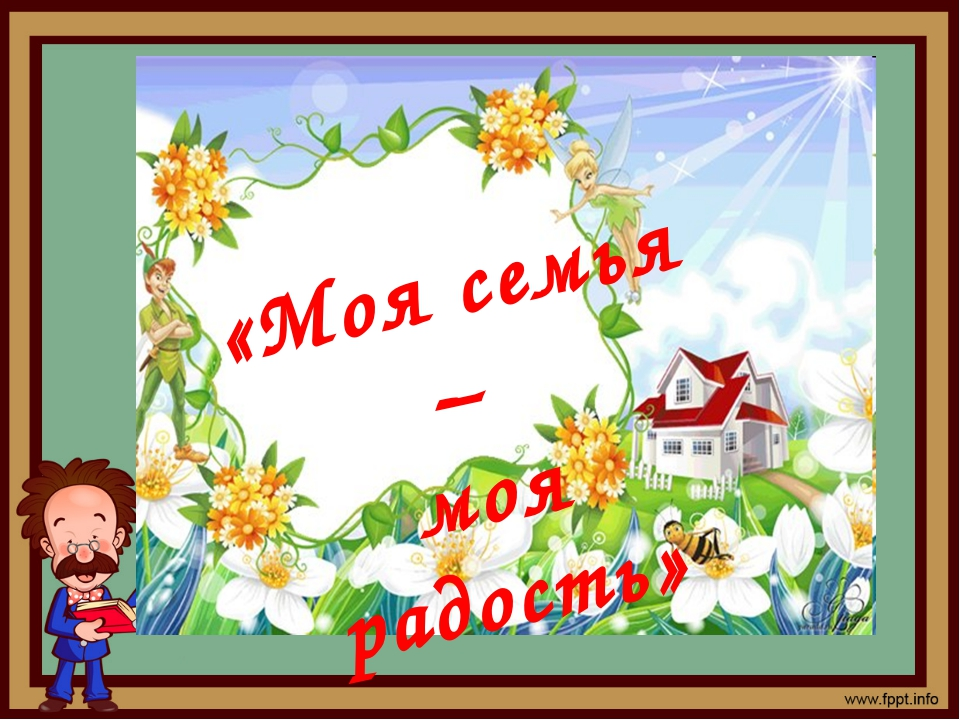 «Моя семья
–
моя
радость»
www.fppt.info